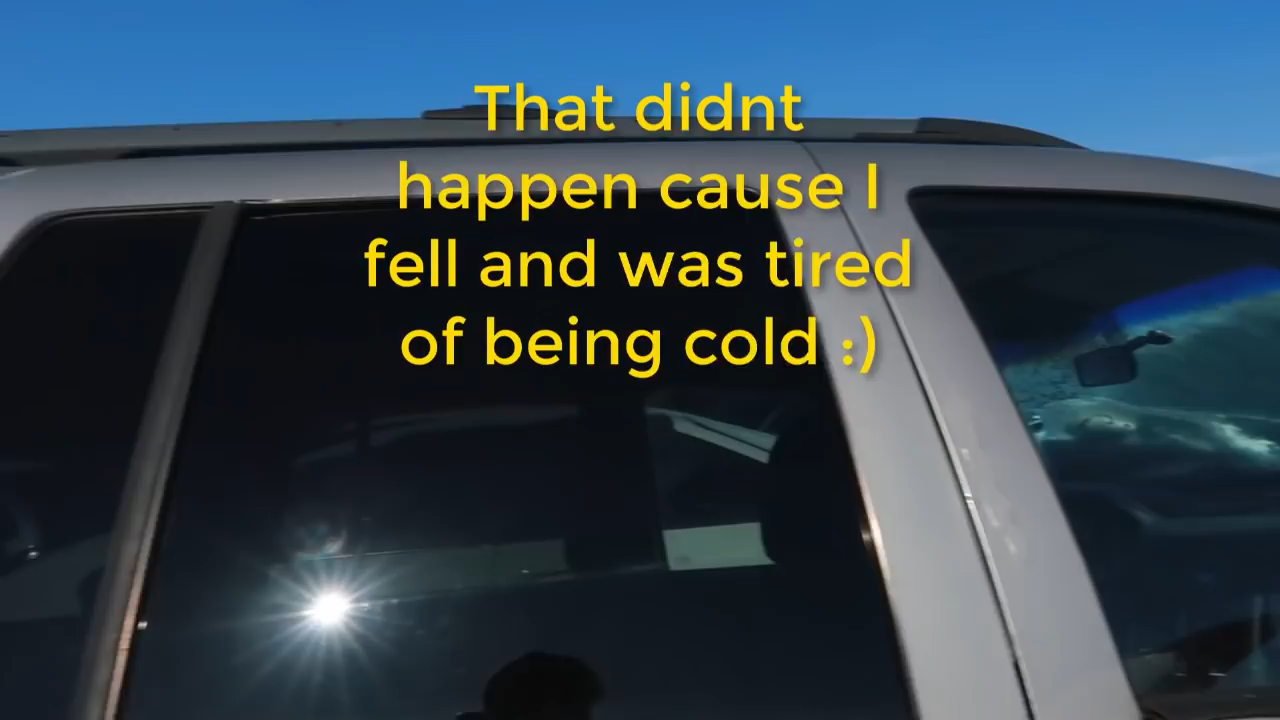 That didnt
happen cause I
fell and was tired
of being cold :)